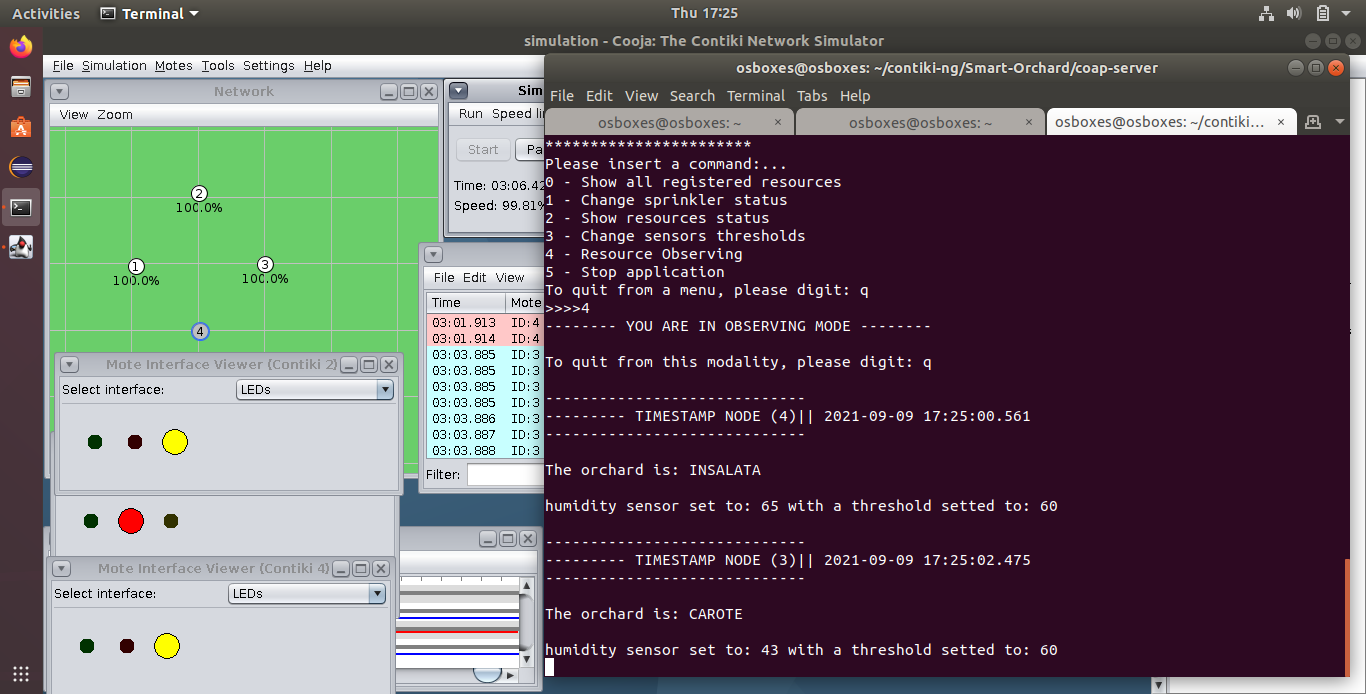 Activities Terminal Thu 17:25
simulation - Cooja: The Contiki Network Simulator
File Simulation Motes Tools Settings Help
Network
View Zoom
2
100.0%
1
100.0%
3
100.0%
4
Sim
Run Speed
Start
Time: 03:06.42
Speed: 99.81%
File Edit View
Time Mote
03:01.913 ID:4
03:01.914 ID:4
03:03.885 ID:3
03:03.885 ID:3
03:03.885 ID:3
03:03.885 ID:3
03:03.886 ID:3
03:03.887 ID:3
03:03.888 ID:3
Filter:
Mote Interface Viewer (Contiki 2)
Select interface: LEDs
Mote Interface Viewer (Contiki 4)
Select interface: LEDs
osboxes@osboxes: ~/contiki-ng/Smart-Orchard/coap-server
File Edit View Search Terminal Tabs Help
osboxes@osboxes: ~ × osboxes@osboxes: ~ × osboxes@osboxes: ~/contiki... ×
***********************
Please insert a command:...
0 - Show all registered resources
1 - Change sprinkler status
2 - Show resources status
3 - Change sensors thresholds
4 - Resource Observing
5 - Stop application
To quit from a menu, please digit: q
>>>>4
-------- YOU ARE IN OBSERVING MODE --------
To quit from this modality, please digit: q
-----------------------------
--------- TIMESTAMP NODE (4)|| 2021-09-09 17:25:00.561
-----------------------------
The orchard is: INSALATA
humidity sensor set to: 65 with a threshold setted to: 60
-----------------------------
--------- TIMESTAMP NODE (3)|| 2021-09-09 17:25:02.475
-----------------------------
The orchard is: CAROTE
humidity sensor set to: 43 with a threshold setted to: 60